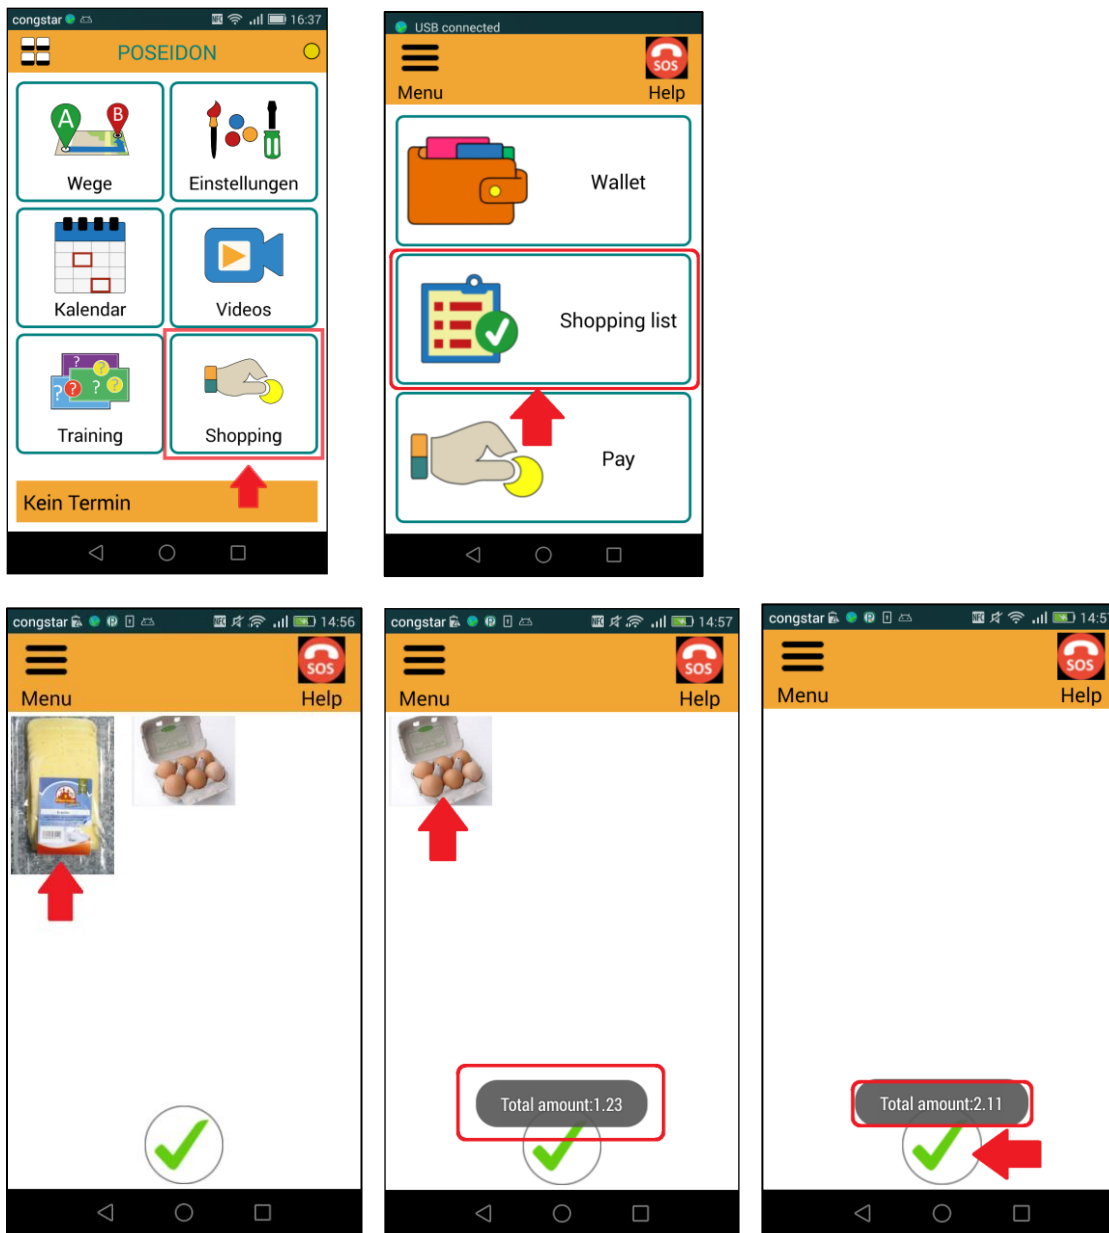 congstar
16:37
POSEIDON
A
B
Wege
Einstellungen
Kalendar
Videos
Training
Shopping
Kein Termin
USB connected
SOS
Menu
Help
Wallet
Shopping list
Pay
congstar
14:56
SOS
Menu
Help
congstar
14:57
SOS
Menu
Help
Total amount:1.23
congstar
14:57
SOS
Menu
Help
Total amount:2.11